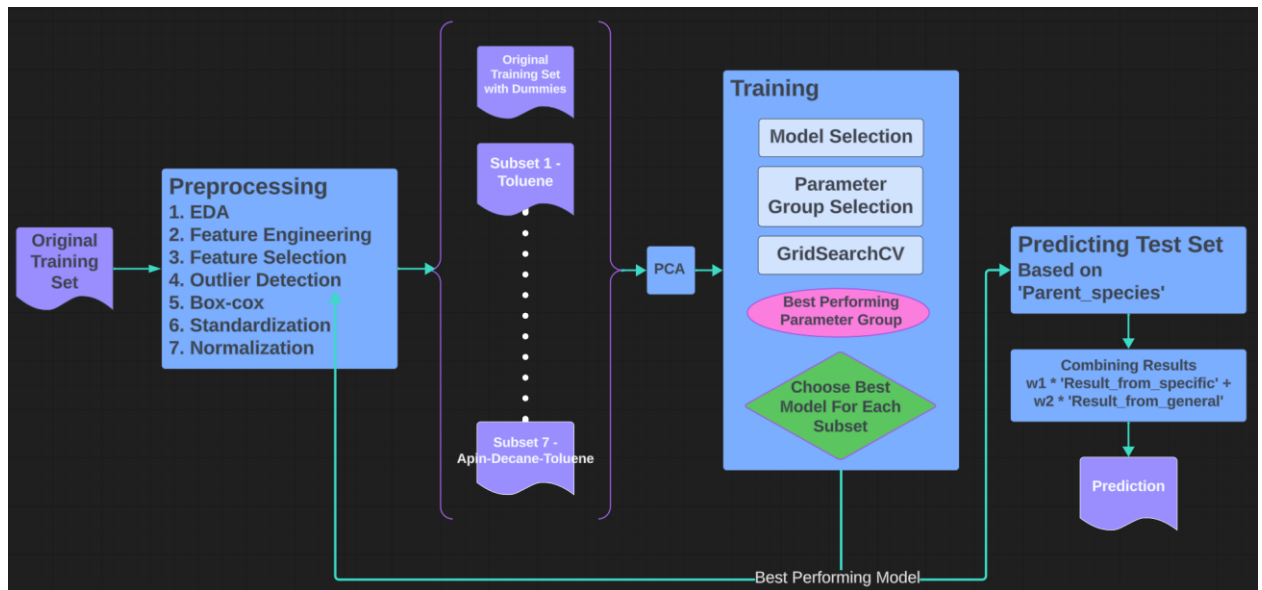 Original
Training
Set
Preprocessing
1. EDA
2. Feature Engineering
3. Feature Selection
4. Outlier Detection
5. Box-cox
6. Standardization
7. Normalization
Original
Training Set
with Dummies
Subset 1 -
Toluene
Subset 7 -
Apin-Decane-Toluene
PCA
Training
Model Selection
Parameter
Group Selection
GridSearchCV
Best Performing
Parameter Group
Choose Best
Model For Each
Subset
Best Performing Model
Predicting Test Set
Based on
'Parent_species'
Combining Results
w1 * 'Result_from_specific' +
w2 * 'Result_from_general'
Prediction